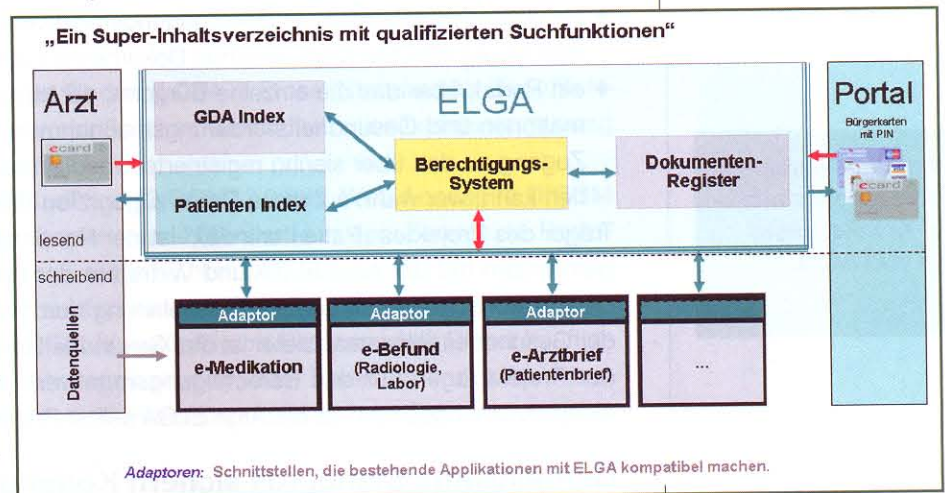 „Ein Super-Inhaltsverzeichnis mit qualifizierten Suchfunktionen“
Arzt
ecard
lesend
schreibend
Datenquellen
ELGA
GDA Index
Patienten Index
Berechtigungs-
System
Dokumenten-
Register
Portal
Bürgerkarten
mit PIN
ecard
Adaptor
e-Medikation
Adaptor
e-Befund
(Radiologie,
Labor)
Adaptor
e-Arztbrief
(Patientenbrief)
...
Adaptoren: Schnittstellen, die bestehende Applikationen mit ELGA kompatibel machen.